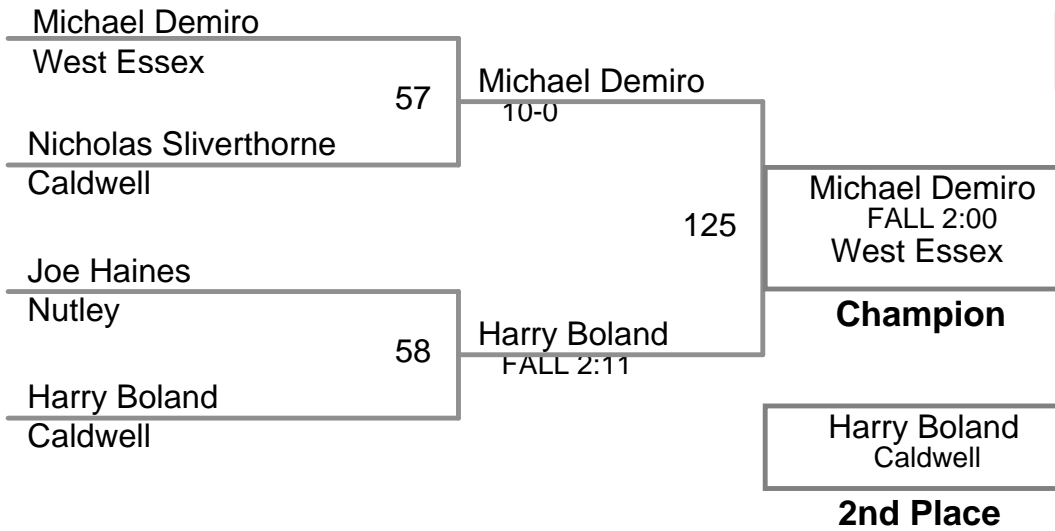 Michael Demiro
West Essex
57
Michael Demiro
10-0
Nicholas Sliverthorne
Caldwell
125
Michael Demiro
FALL 2:00
West Essex
Champion
Joe Haines
Nutley
58
Harry Boland
FALL 2:11
Harry Boland
Caldwell
Harry Boland
Caldwell
2nd Place